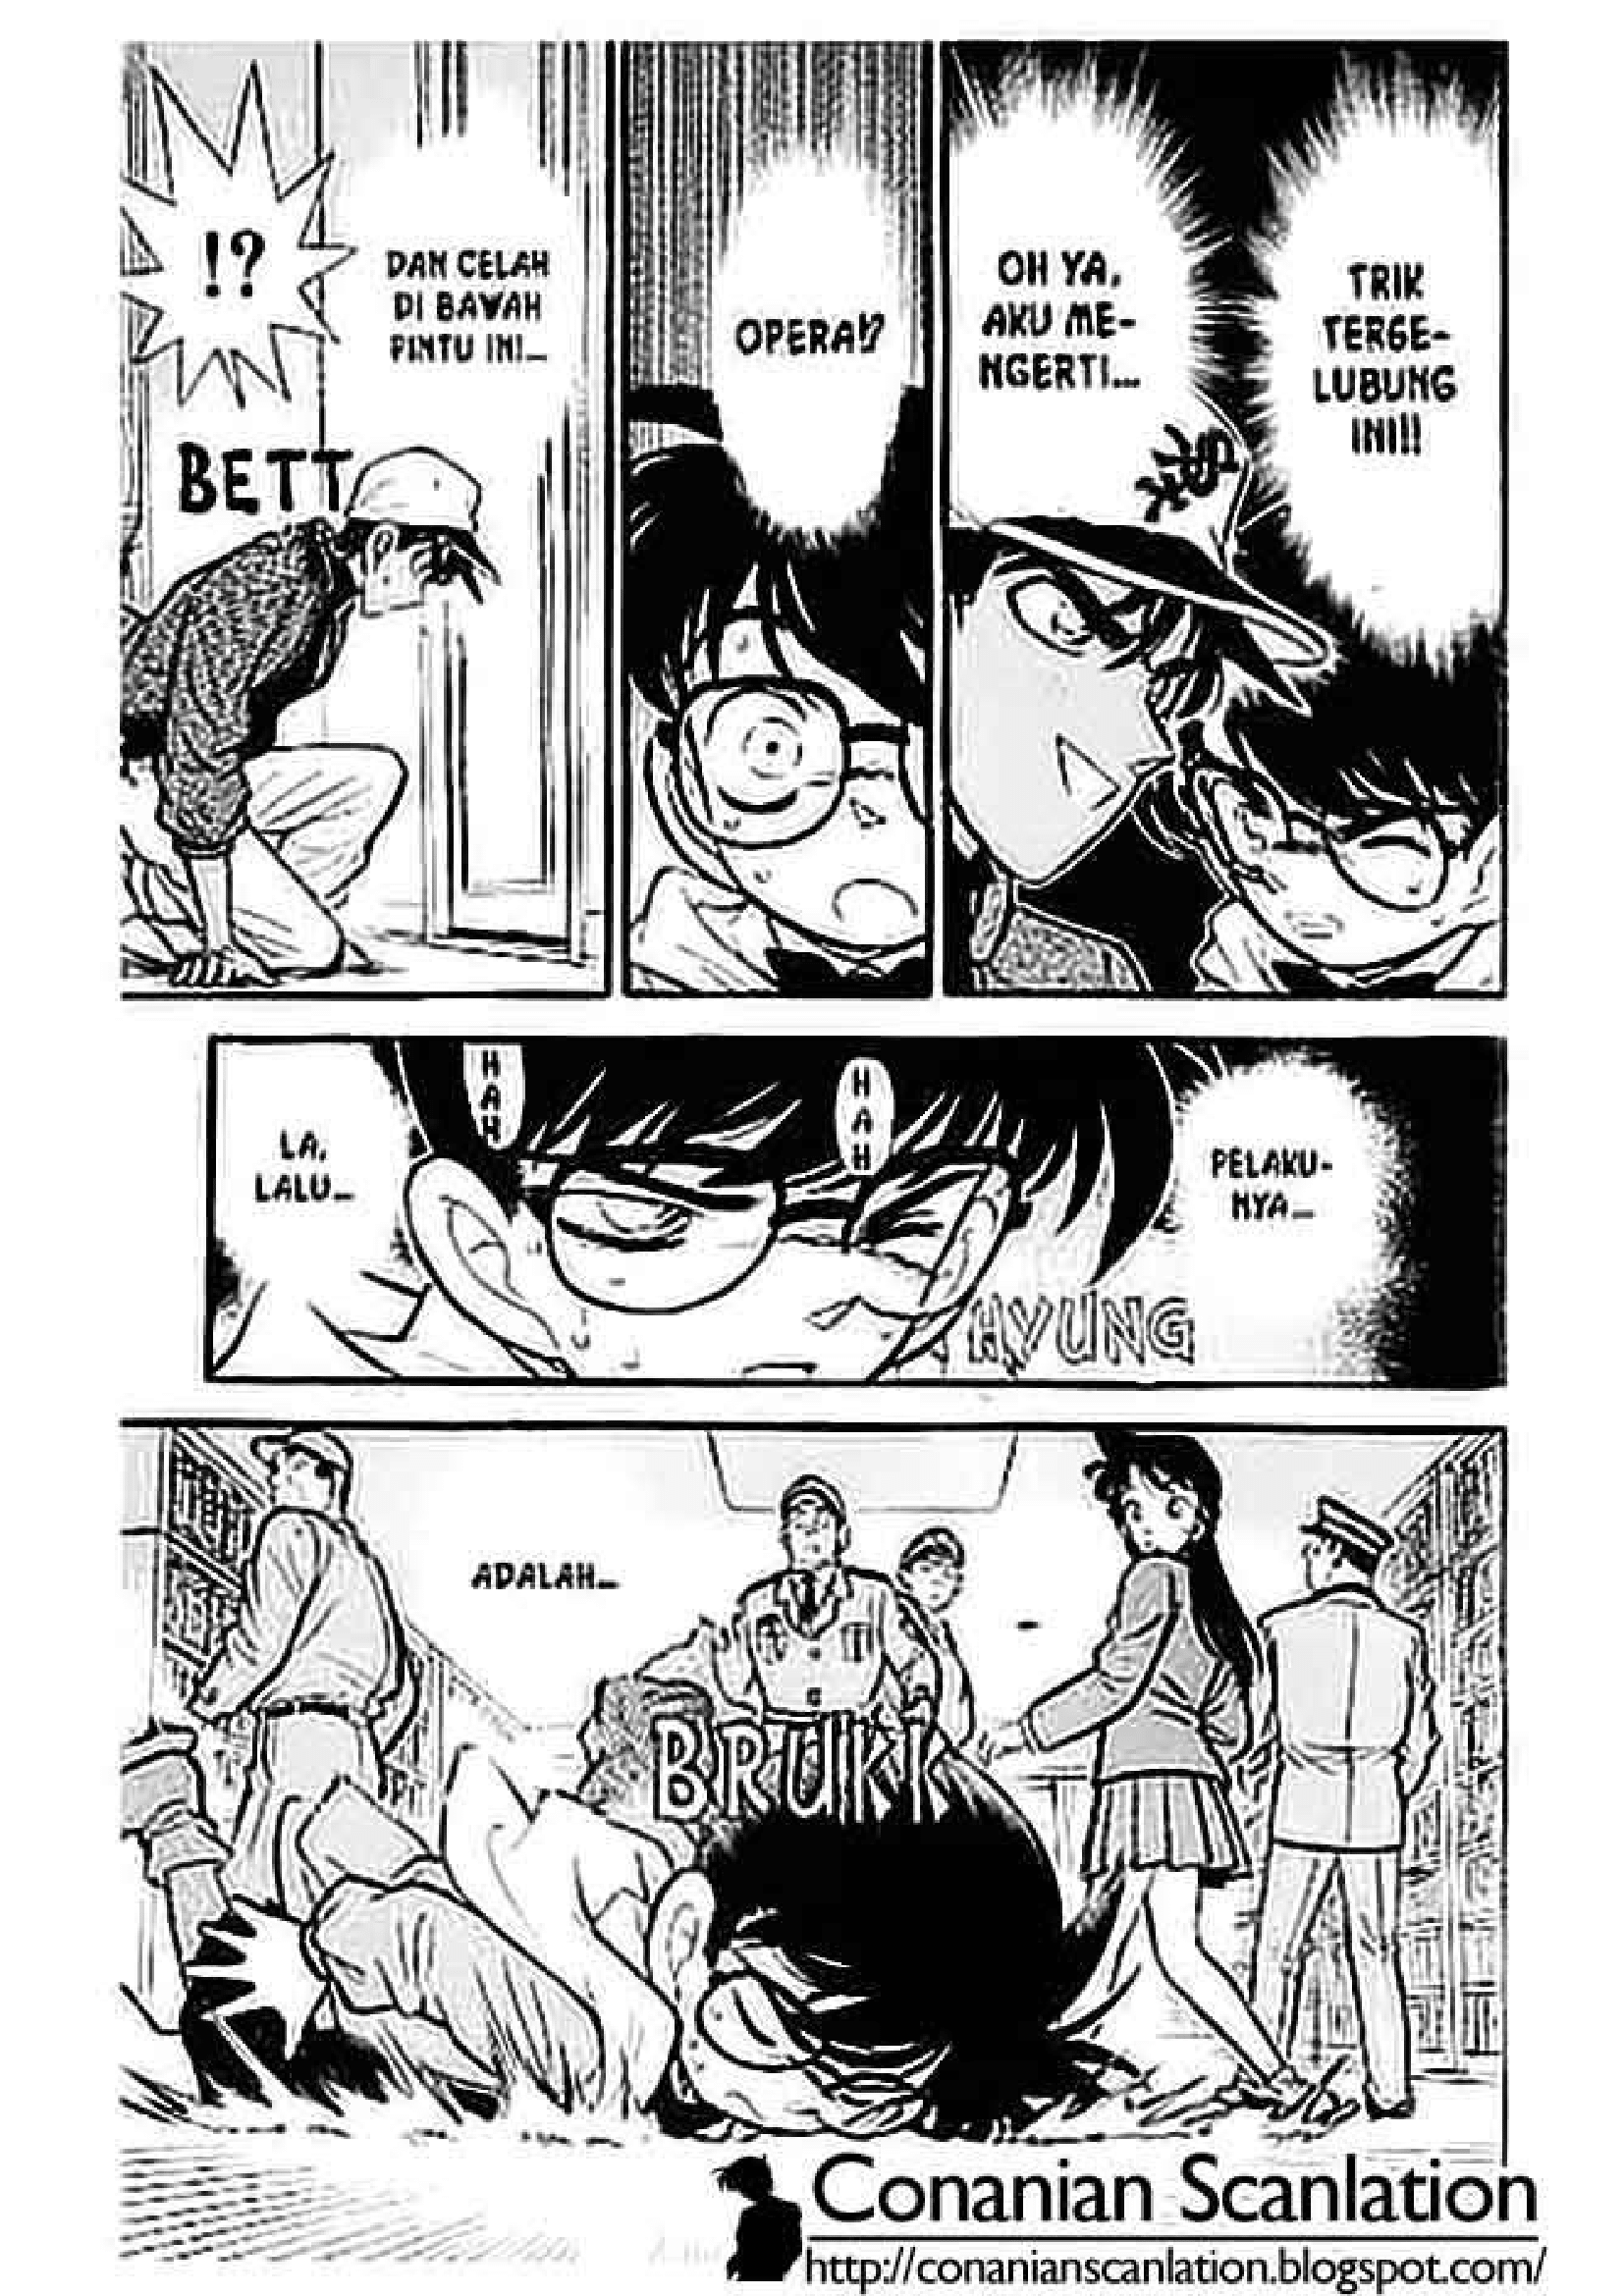 TRIK
TERGE-
LUBUNG
INI!!
OH YA,
AKU ME-
NGERTI...
OPERA!?
DAN CELAH
DI BAWAH
PINTU INI...
!?
BETT
PELAKU-
NYA...
HAH
HAH
HYUNG
LA,
LALU...
ADALAH...
BRUKK
Conanian Scanlation
http://conanianscanlation.blogspot.com/